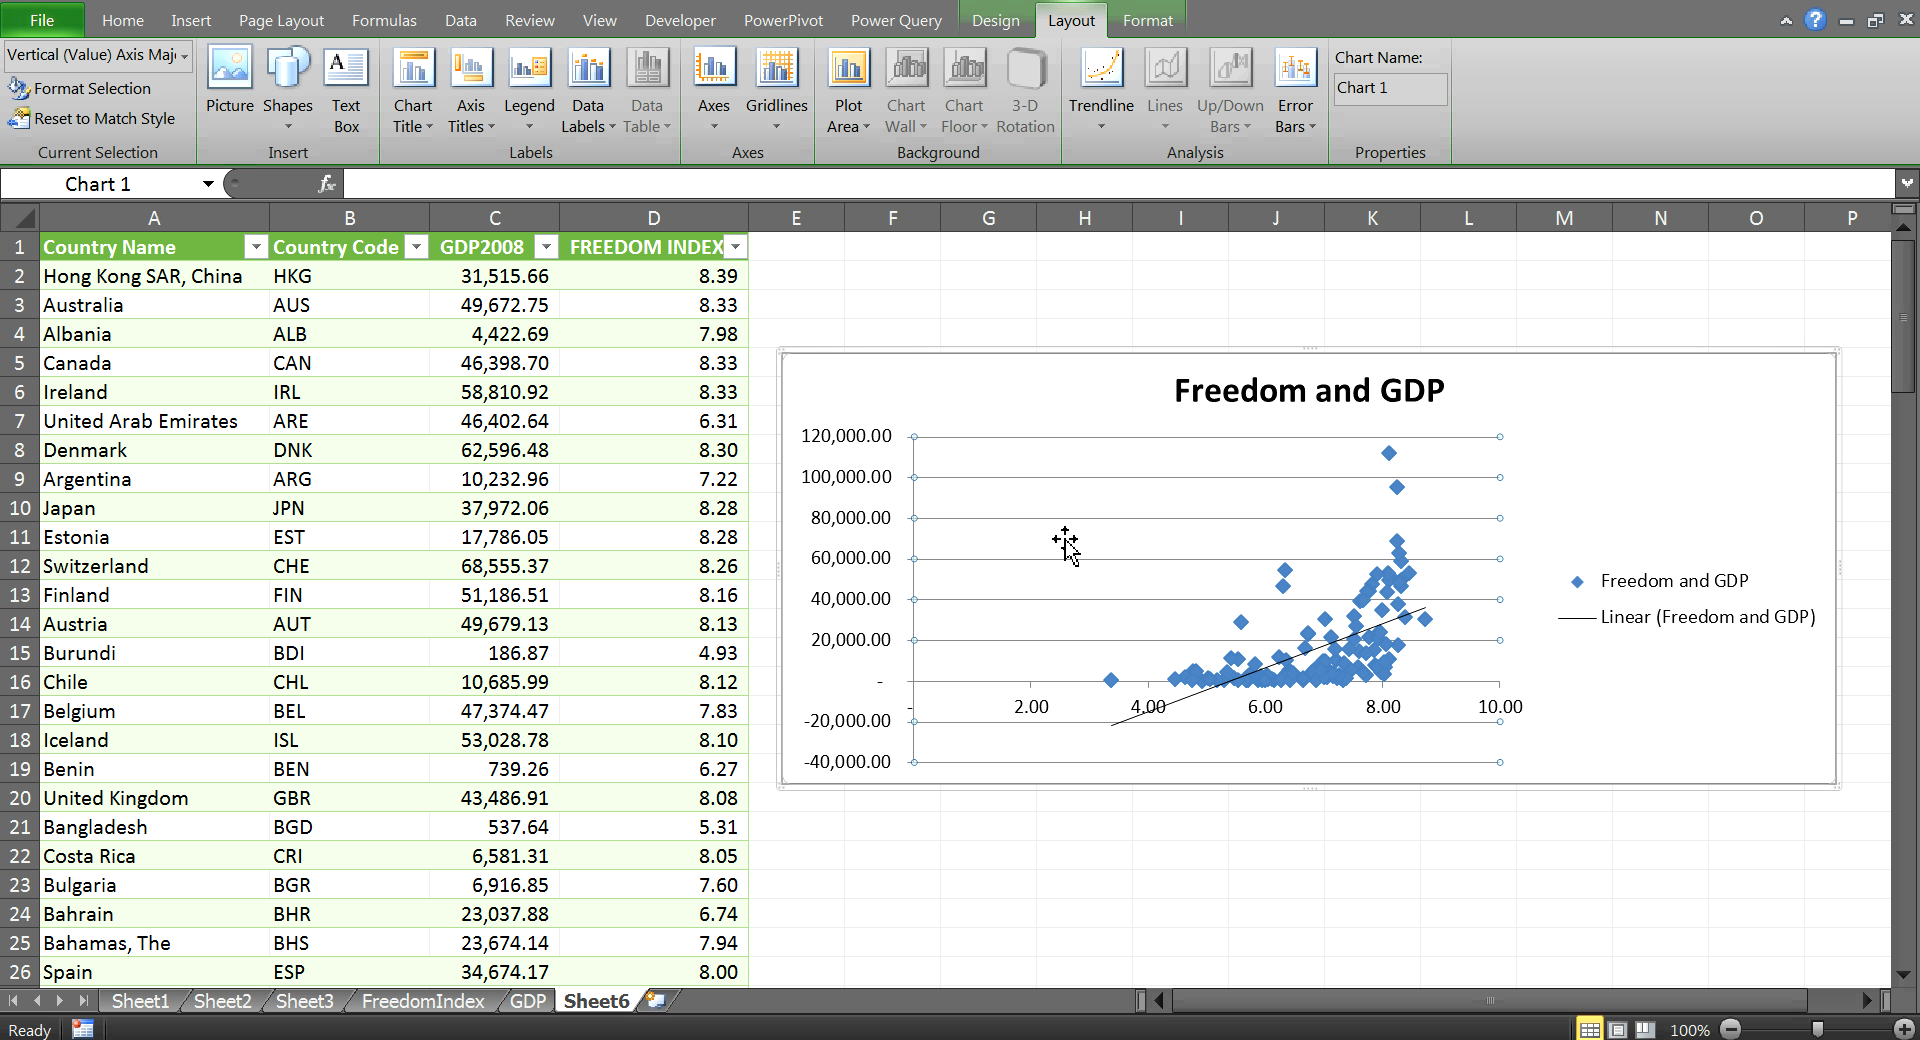 File Home Insert Page Layout Formulas Data Review View Developer PowerPivot Power Query Design Layout Format
Vertical (Value) Axis Maj
Format Selection
Reset to Match Style
Current Selection
Picture Shapes Text Box
Insert
Chart Title Axis Titles Legend Data Labels Data Table
Labels
Axes Gridlines
Axes
Plot Area Chart Wall Chart Floor 3-D Rotation
Background
Trendline Lines Up/Down Bars Error Bars
Analysis
Chart Name:
Chart 1
Properties
Chart 1 fx
A B C D E F G H I J K L M N O P
1 Country Name Country Code GDP2008 FREEDOM INDEX
2 Hong Kong SAR, China HKG 31,515.66 8.39
3 Australia AUS 49,672.75 8.33
4 Albania ALB 4,422.69 7.98
5 Canada CAN 46,398.70 8.33
6 Ireland IRL 58,810.92 8.33
7 United Arab Emirates ARE 46,402.64 6.31
8 Denmark DNK 62,596.48 8.30
9 Argentina ARG 10,232.96 7.22
10 Japan JPN 37,972.06 8.28
11 Estonia EST 17,786.05 8.28
12 Switzerland CHE 68,555.37 8.26
13 Finland FIN 51,186.51 8.16
14 Austria AUT 49,679.13 8.13
15 Burundi BDI 186.87 4.93
16 Chile CHL 10,685.99 8.12
17 Belgium BEL 47,374.47 7.83
18 Iceland ISL 53,028.78 8.10
19 Benin BEN 739.26 6.27
20 United Kingdom GBR 43,486.91 8.08
21 Bangladesh BGD 537.64 5.31
22 Costa Rica CRI 6,581.31 8.05
23 Bulgaria BGR 6,916.85 7.60
24 Bahrain BHR 23,037.88 6.74
25 Bahamas, The BHS 23,674.14 7.94
26 Spain ESP 34,674.17 8.00
Freedom and GDP
120,000.00
100,000.00
80,000.00
60,000.00
40,000.00
20,000.00
-
-20,000.00
-40,000.00
- 2.00 4.00 6.00 8.00 10.00
Freedom and GDP
Linear (Freedom and GDP)
Sheet1 Sheet2 Sheet3 FreedomIndex GDP Sheet6
Ready 100%